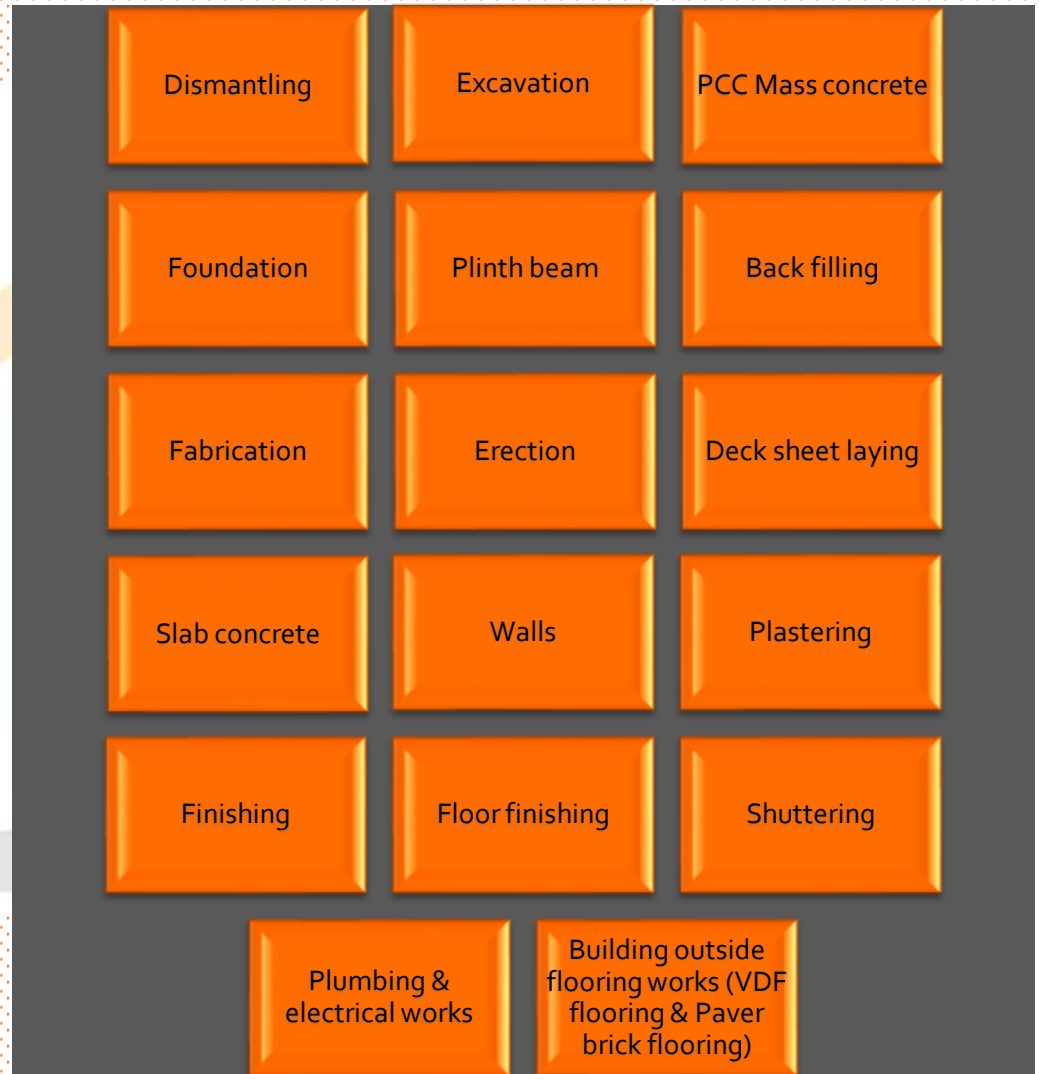 Dismantling
Excavation
PCC Mass concrete
Foundation
Plinth beam
Back filling
Fabrication
Erection
Deck sheet laying
Slab concrete
Walls
Plastering
Finishing
Floor finishing
Shuttering
Plumbing &
electrical works
Building outside
flooring works (VDF
flooring & Paver
brick flooring)